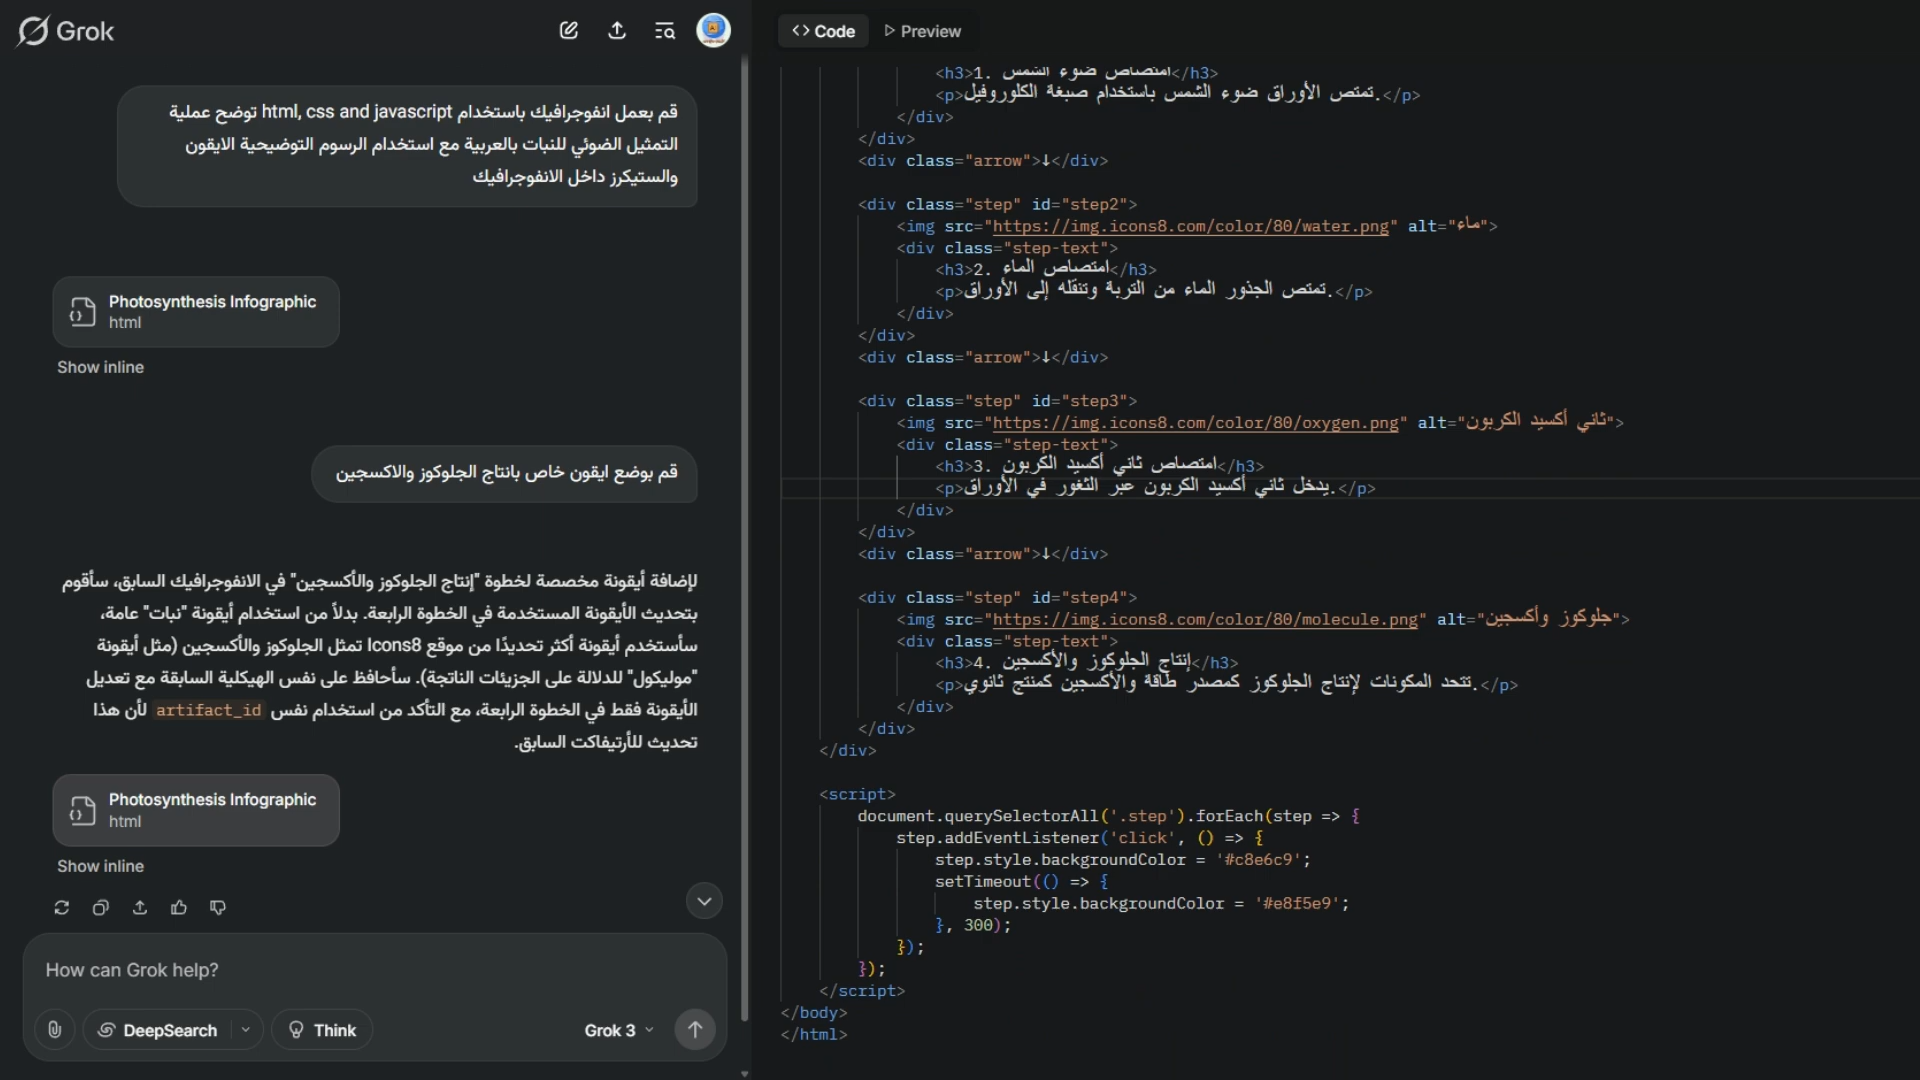 Grok
قم بعمل انفوجرافيك باستخدام html, css and javascript توضح عملية
التمثيل الضوئي للنبات بالعربية مع استخدام الرسوم التوضيحية الايقون
والستيكرز داخل الانفوجرافيك
Photosynthesis Infographic
html
Show inline
قم بوضع ايقون خاص بانتاج الجلوكوز والاكسجين
لإضافة أيقونة مخصصة لخطوة "إنتاج الجلوكوز والأكسجين" في الانفوجرافيك السابق، سأقوم
بتحديث الأيقونة المستخدمة في الخطوة الرابعة. بدلاً من استخدام أيقونة "نبات" عامة،
سأستخدم أيقونة أكثر تحديدًا من موقع Icons8 تمثل الجلوكوز والأكسجين (مثل أيقونة
"موليكول" للدلالة على الجزيئات الناتجة). سأحافظ على نفس الهيكلية السابقة مع تعديل
الأيقونة فقط في الخطوة الرابعة، مع التأكد من استخدام نفس artifact_id لأن هذا
تحديث للأرتيفاكت السابق.
Photosynthesis Infographic
html
Show inline
How can Grok help?
DeepSearch
Think
Grok 3
Code
Preview
<h3>1. امتصاص ضوء الشمس</h3>
<p>تمتص الأوراق ضوء الشمس باستخدام صبغة الكلوروفيل.</p>
</div>
</div>
<div class="arrow">↓</div>
<div class="step" id="step2">
<img src="https://img.icons8.com/color/80/water.png" alt="ماء">
<div class="step-text">
<h3>2. امتصاص الماء</h3>
<p>تمتص الجذور الماء من التربة وتنقله إلى الأوراق.</p>
</div>
</div>
<div class="arrow">↓</div>
<div class="step" id="step3">
<img src="https://img.icons8.com/color/80/oxygen.png" alt="ثاني أكسيد الكربون">
<div class="step-text">
<h3>3. امتصاص ثاني أكسيد الكربون</h3>
<p>يدخل ثاني أكسيد الكربون عبر الثغور في الأوراق.</p>
</div>
</div>
<div class="arrow">↓</div>
<div class="step" id="step4">
<img src="https://img.icons8.com/color/80/molecule.png" alt="جلوكوز وأكسجين">
<div class="step-text">
<h3>4. إنتاج الجلوكوز والأكسجين</h3>
<p>تتحد المكونات لإنتاج الجلوكوز كمصدر طاقة والأكسجين كمنتج ثانوي.</p>
</div>
</div>
</div>
<script>
document.querySelectorAll('.step').forEach(step => {
step.addEventListener('click', () => {
step.style.backgroundColor = '#c8e6c9';
setTimeout(() => {
step.style.backgroundColor = '#e8f5e9';
}, 300);
});
});
</script>
</body>
</html>